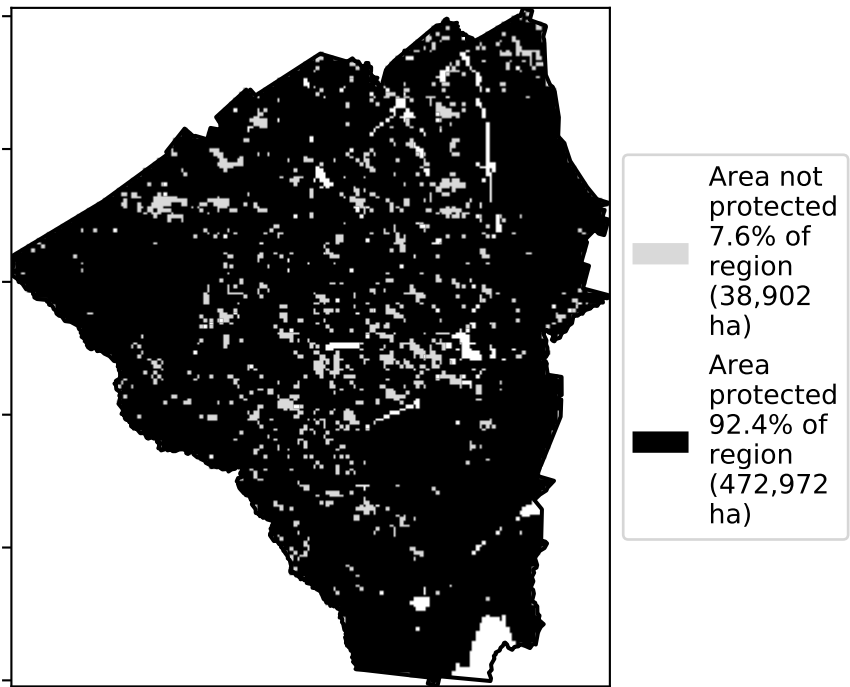 Area not
protected
7.6% of
region
(38,902
ha)
Area
protected
92.4% of
region
(472,972
ha)